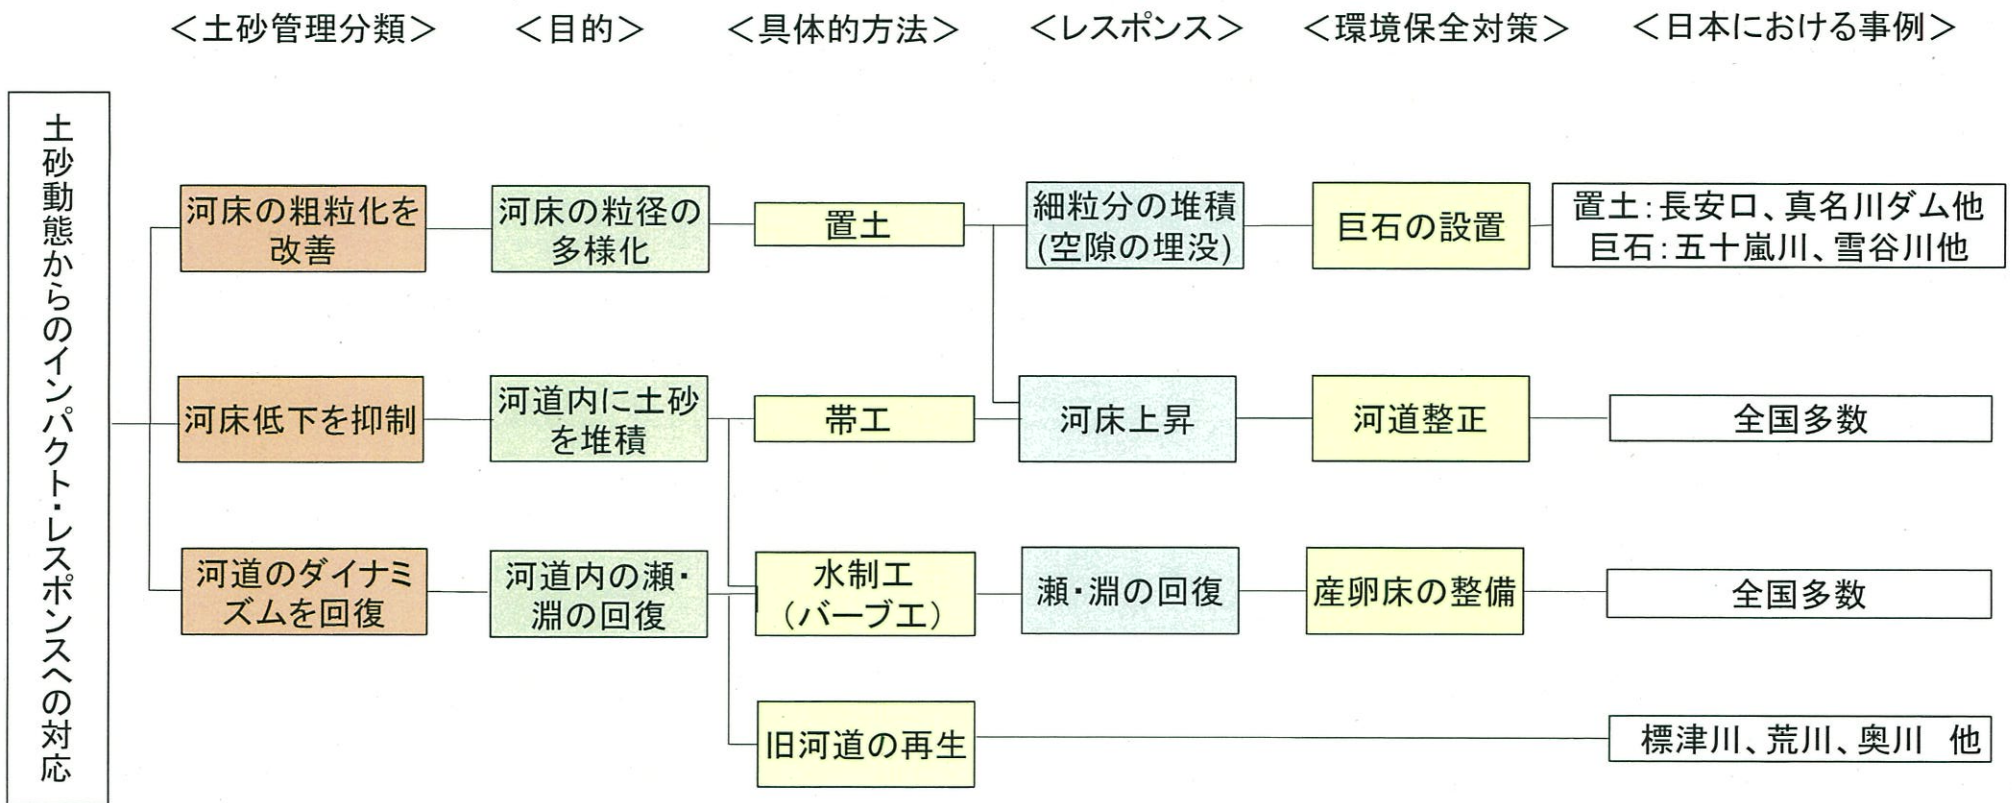 ＜土砂管理分類＞
＜目的＞
＜具体的方法＞
＜レスポンス＞
＜環境保全対策＞
＜日本における事例＞
土砂動態からのインパクト・レスポンスへの対応
河床の粗粒化を
改善
河床の粒径の
多様化
置土
細粒分の堆積
(空隙の埋没)
巨石の設置
置土：長安口、真名川ダム他
巨石：五十嵐川、雪谷川他
河床低下を抑制
河道内に土砂
を堆積
帯工
河床上昇
河道整正
全国多数
河道のダイナミ
ズムを回復
河道内の瀬・
淵の回復
水制工
（バーブ工）
瀬・淵の回復
産卵床の整備
全国多数
旧河道の再生
標津川、荒川、奥川　他